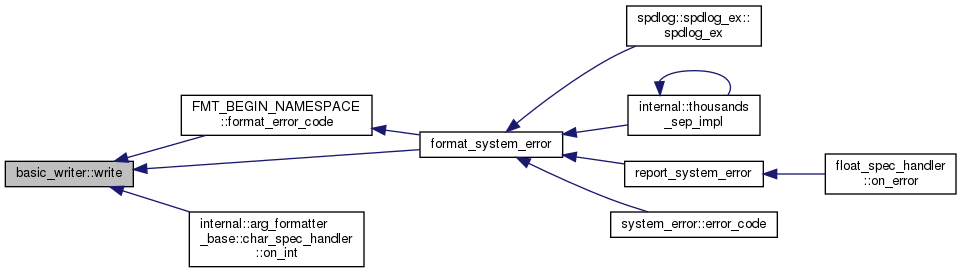 spdlog::spdlog_ex::
spdlog_ex
FMT_BEGIN_NAMESPACE
::format_error_code
internal::thousands
_sep_impl
format_system_error
basic_writer::write
report_system_error
float_spec_handler
::on_error
internal::arg_formatter
_base::char_spec_handler
::on_int
system_error::error_code